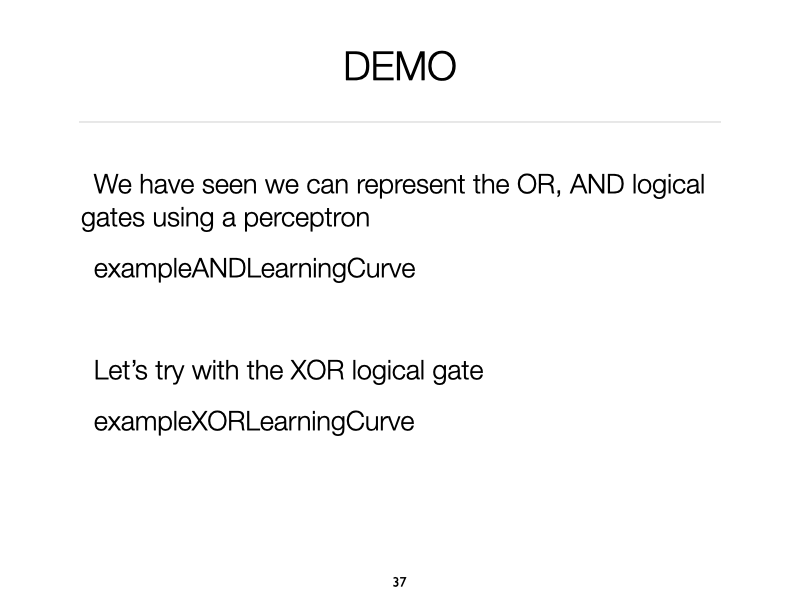 DEMO
We have seen we can represent the OR, AND logical
gates using a perceptron
exampleANDLearningCurve
Let’s try with the XOR logical gate
exampleXORLearningCurve
37